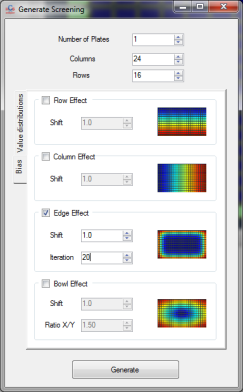 Generate Screening
Number of Plates 1
Columns 24
Rows 16
Value distributions
Bias
Row Effect
Shift 1.0
Column Effect
Shift 1.0
Edge Effect
Shift 1.0
Iteration 20
Bowl Effect
Shift 1.0
Ratio X/Y 1.50
Generate